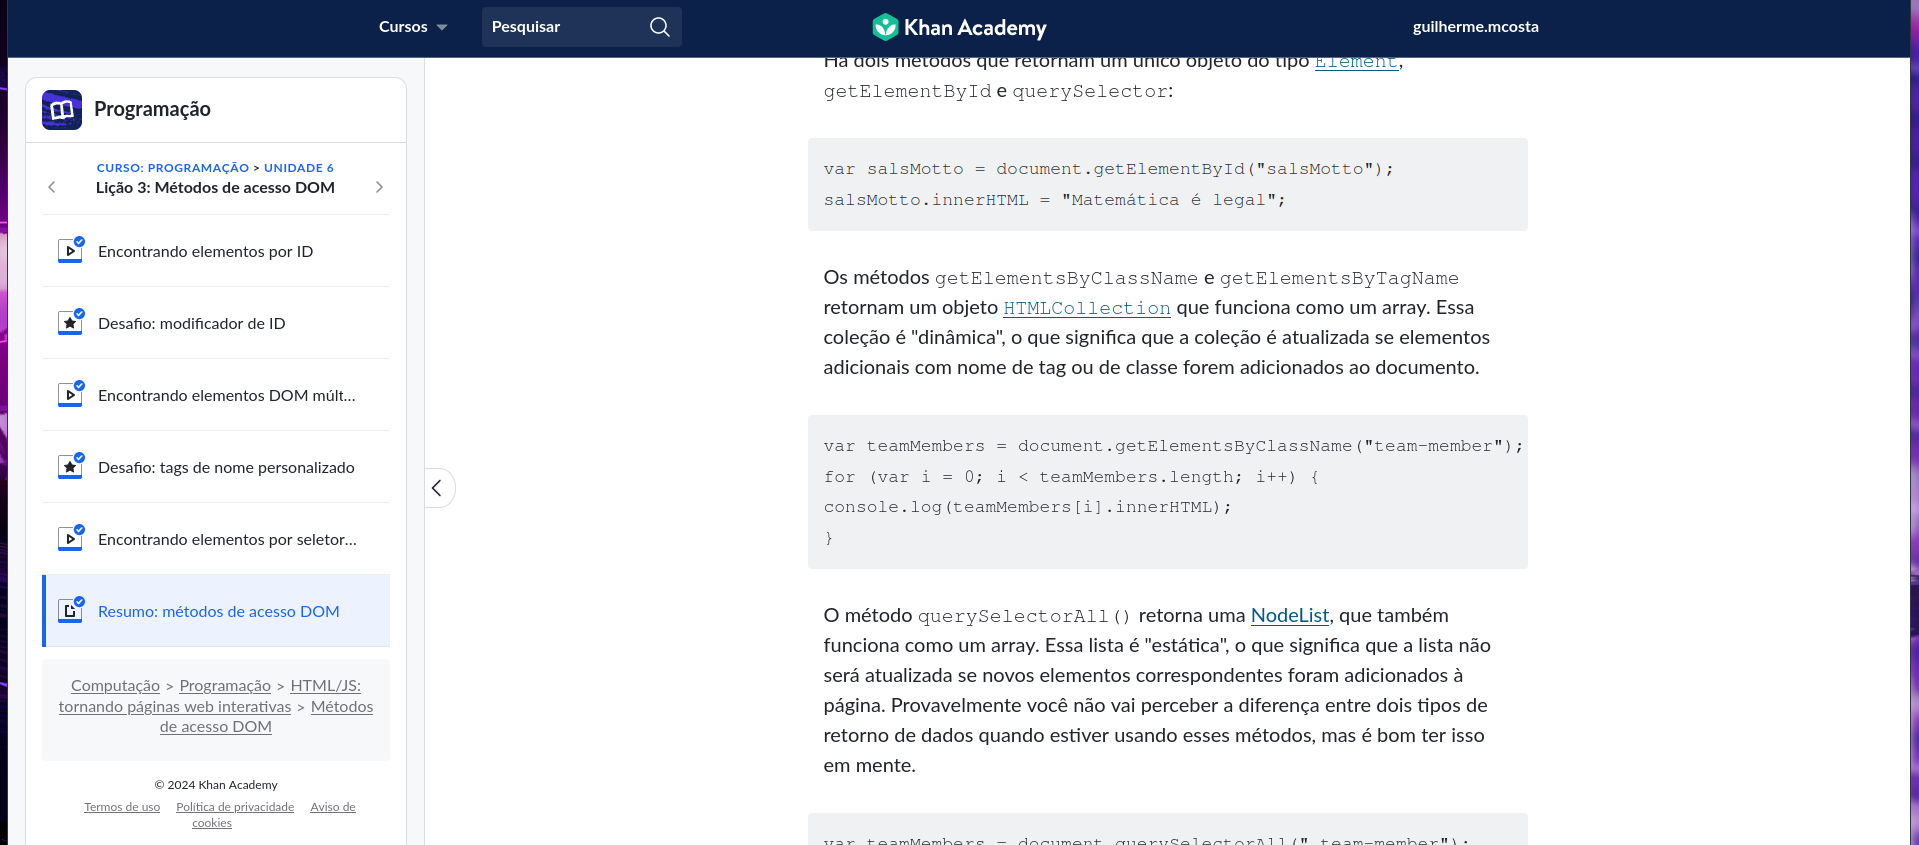 Cursos
Pesquisar
Khan Academy
guilherme.mcosta
Programação
CURSO: PROGRAMAÇÃO > UNIDADE 6
Lição 3: Métodos de acesso DOM
Encontrando elementos por ID
Desafio: modificador de ID
Encontrando elementos DOM múlt...
Desafio: tags de nome personalizado
Encontrando elementos por seletor...
Resumo: métodos de acesso DOM
Computação > Programação > HTML/JS:
tornando páginas web interativas > Métodos
de acesso DOM
© 2024 Khan Academy
Termos de uso Política de privacidade Aviso de
cookies
Há dois métodos que retornam um único objeto do tipo Element,
getElementById e querySelector:
var salsMotto = document.getElementById("salsMotto");
salsMotto.innerHTML = "Matemática é legal";
Os métodos getElementsByClassName e getElementsByTagName
retornam um objeto HTMLCollection que funciona como um array. Essa
coleção é "dinâmica", o que significa que a coleção é atualizada se elementos
adicionais com nome de tag ou de classe forem adicionados ao documento.
var teamMembers = document.getElementsByClassName("team-member");
for (var i = 0; i < teamMembers.length; i++) {
console.log(teamMembers[i].innerHTML);
}
O método querySelectorAll() retorna uma NodeList, que também
funciona como um array. Essa lista é "estática", o que significa que a lista não
será atualizada se novos elementos correspondentes foram adicionados à
página. Provavelmente você não vai perceber a diferença entre dois tipos de
retorno de dados quando estiver usando esses métodos, mas é bom ter isso
em mente.
var teamMembers = document.querySelectorAll(".team-member");